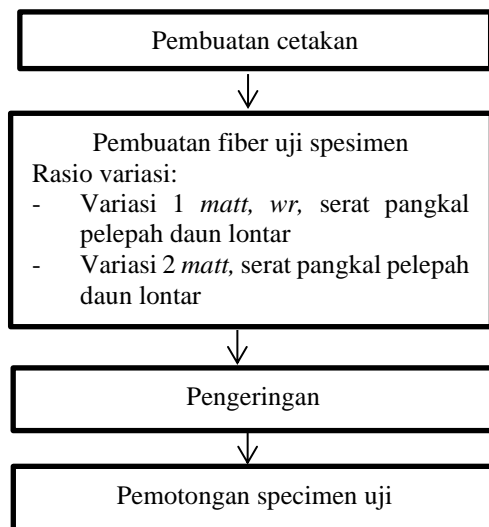 Pembuatan cetakan
Pembuatan fiber uji spesimen
Rasio variasi:
- Variasi 1 matt, wr, serat pangkal
pelepah daun lontar
- Variasi 2 matt, serat pangkal pelepah
daun lontar
Pengeringan
Pemotongan specimen uji